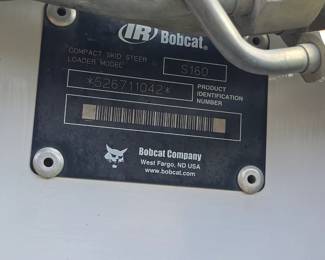 IR Bobcat®
COMPACT SKID STEER
LOADER MODEL S160
*526711042*
PRODUCT
IDENTIFICATION
NUMBER
Bobcat Company
West Fargo, ND USA
www.bobcat.com